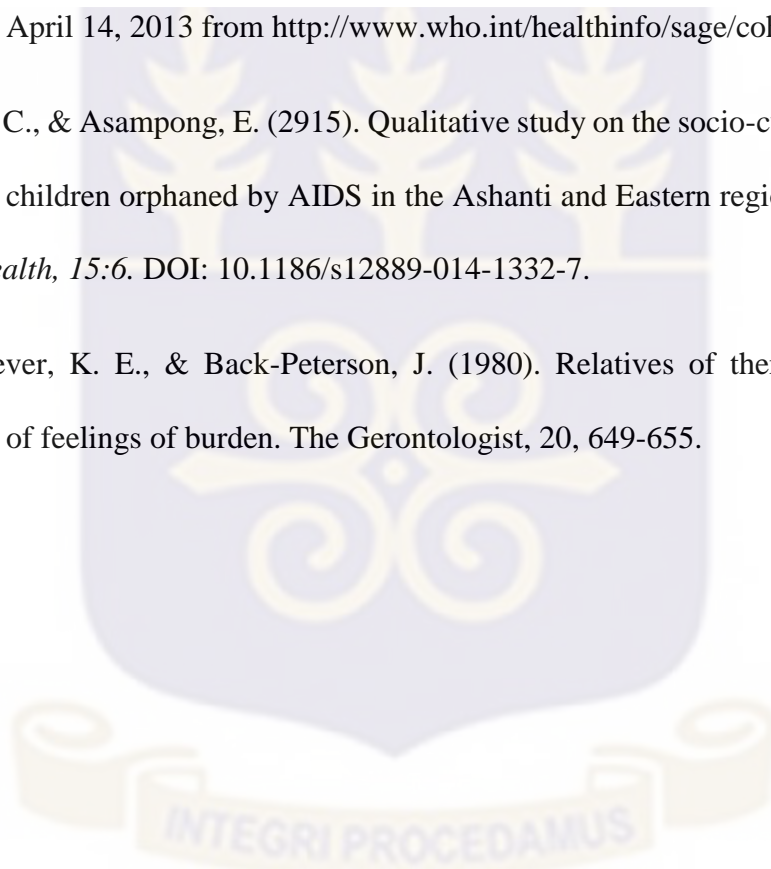 April 14, 2013 from http://www.who.int/healthinfo/sage/col
C., & Asampong, E. (2915). Qualitative study on the socio-c
children orphaned by AIDS in the Ashanti and Eastern regi
ealth, 15:6. DOI: 10.1186/s12889-014-1332-7.
ever, K. E., & Back-Peterson, J. (1980). Relatives of the
of feelings of burden. The Gerontologist, 20, 649-655.
INTEGRI PROCEDAMUS